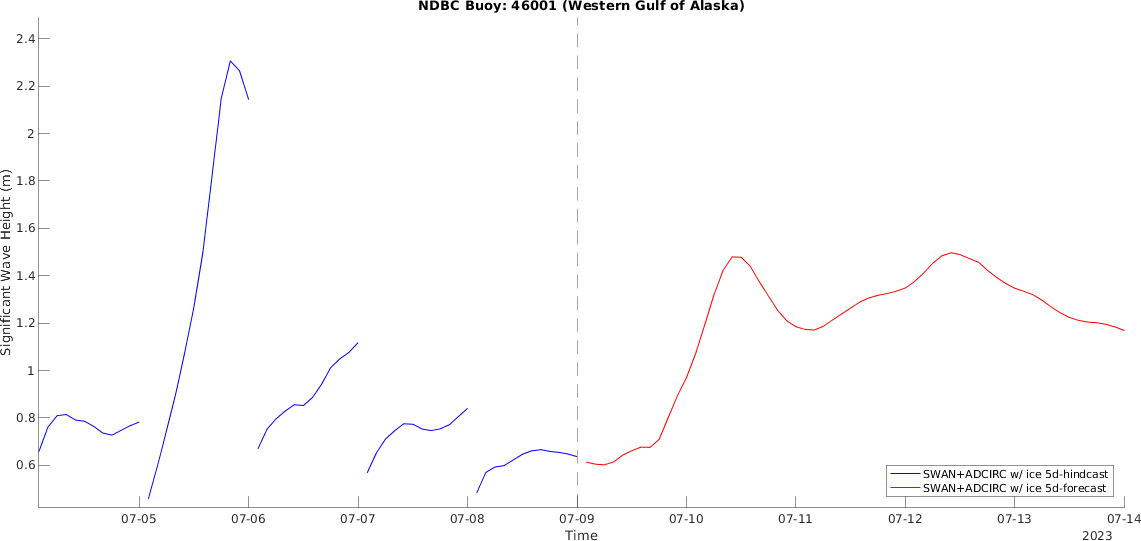 NDBC Buoy: 46001 (Western Gulf of Alaska)
Significant Wave Height (m)
2.4
2.2
2
1.8
1.6
1.4
1.2
1
0.8
0.6
SWAN+ADCIRC w/ ice 5d-hindcast
SWAN+ADCIRC w/ ice 5d-forecast
07-05 07-06 07-07 07-08 07-09 07-10 07-11 07-12 07-13 07-14
Time
2023